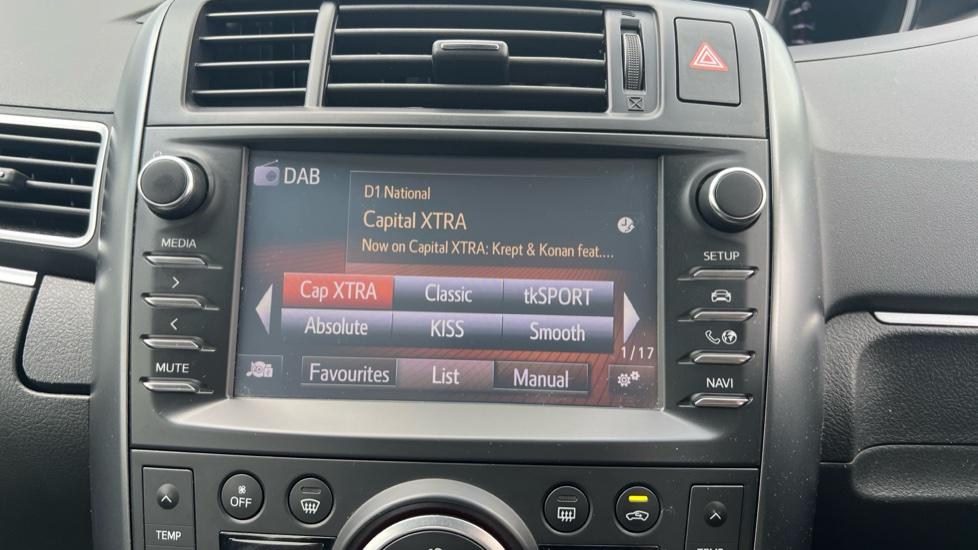 DAB
D1 National
Capital XTRA
Now on Capital XTRA: Krept & Konan feat....
Cap XTRA Classic tkSPORT
Absolute KISS Smooth
1/17
Favourites List Manual
MEDIA
MUTE
SETUP
NAVI
OFF
TEMP